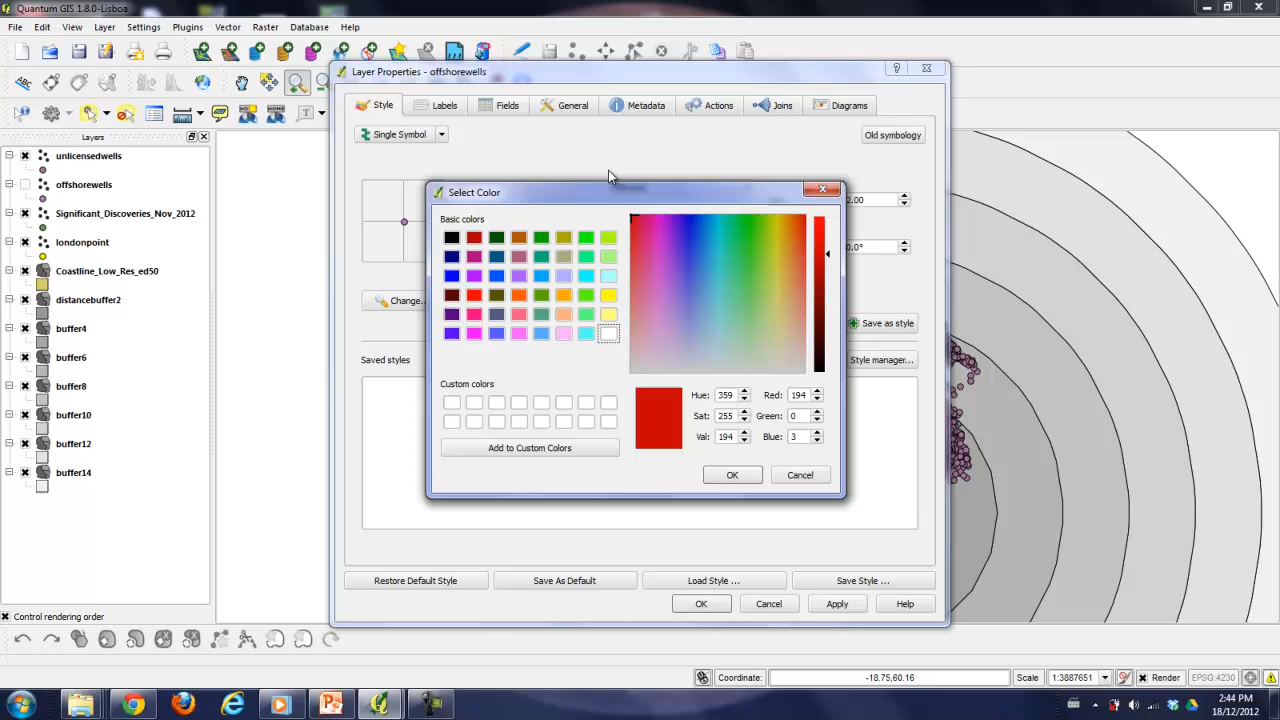 Quantum GIS 1.8.0-Lisboa
File Edit View Layer Settings Plugins Vector Raster Database Help
Layer Properties - offshorewells
Style Labels Fields General Metadata Actions Joins Diagrams
Layers
Single Symbol Old symbology
unlicensedwells
offshorewells
Significant_Discoveries_Nov_2012
londonpoint
Coastline_Low_Res_ed50
distancebuffer2
buffer4
buffer6
buffer8
buffer10
buffer12
buffer14
Control rendering order
2.00
0.0°
Change...
Save as style
Saved styles
Style manager...
Select Color
Basic colors
Custom colors
Add to Custom Colors
Hue: 359 Red: 194
Sat: 255 Green: 0
Val: 194 Blue: 3
OK Cancel
Restore Default Style Save As Default Load Style ... Save Style ...
OK Cancel Apply Help
Coordinate: -18.75,60.16 Scale 1:3887651 Render EPSG:4230
2:44 PM
18/12/2012